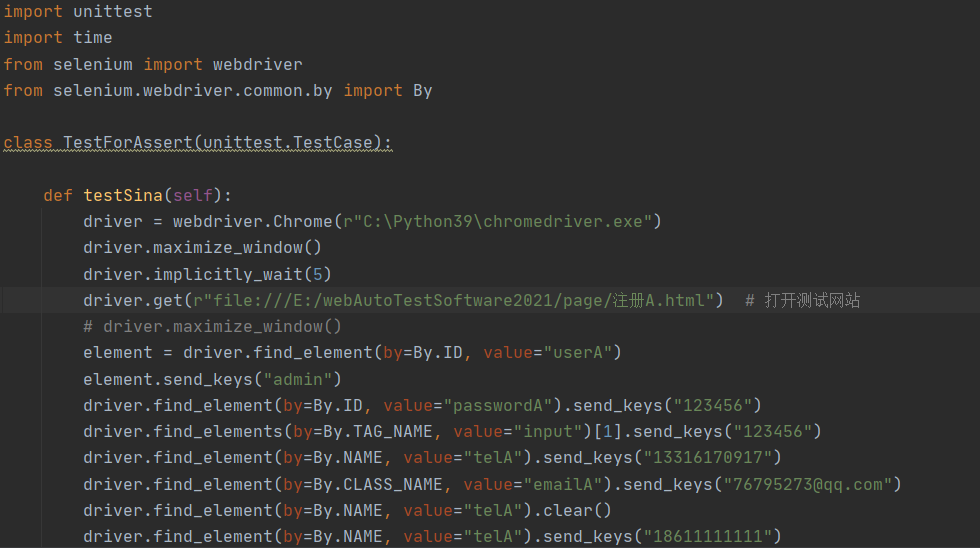 import unittest
import time
from selenium import webdriver
from selenium.webdriver.common.by import By
class TestForAssert(unittest.TestCase):
def testSina(self):
driver = webdriver.Chrome(r"C:\Python39\chromedriver.exe")
driver.maximize_window()
driver.implicitly_wait(5)
driver.get(r"file:///E:/webAutoTestSoftware2021/page/注册A.html")  # 打开测试网站
# driver.maximize_window()
element = driver.find_element(by=By.ID, value="userA")
element.send_keys("admin")
driver.find_element(by=By.ID, value="passwordA").send_keys("123456")
driver.find_elements(by=By.TAG_NAME, value="input")[1].send_keys("123456")
driver.find_element(by=By.NAME, value="telA").send_keys("13316170917")
driver.find_element(by=By.CLASS_NAME, value="emailA").send_keys("76795273@qq.com")
driver.find_element(by=By.NAME, value="telA").clear()
driver.find_element(by=By.NAME, value="telA").send_keys("18611111111")